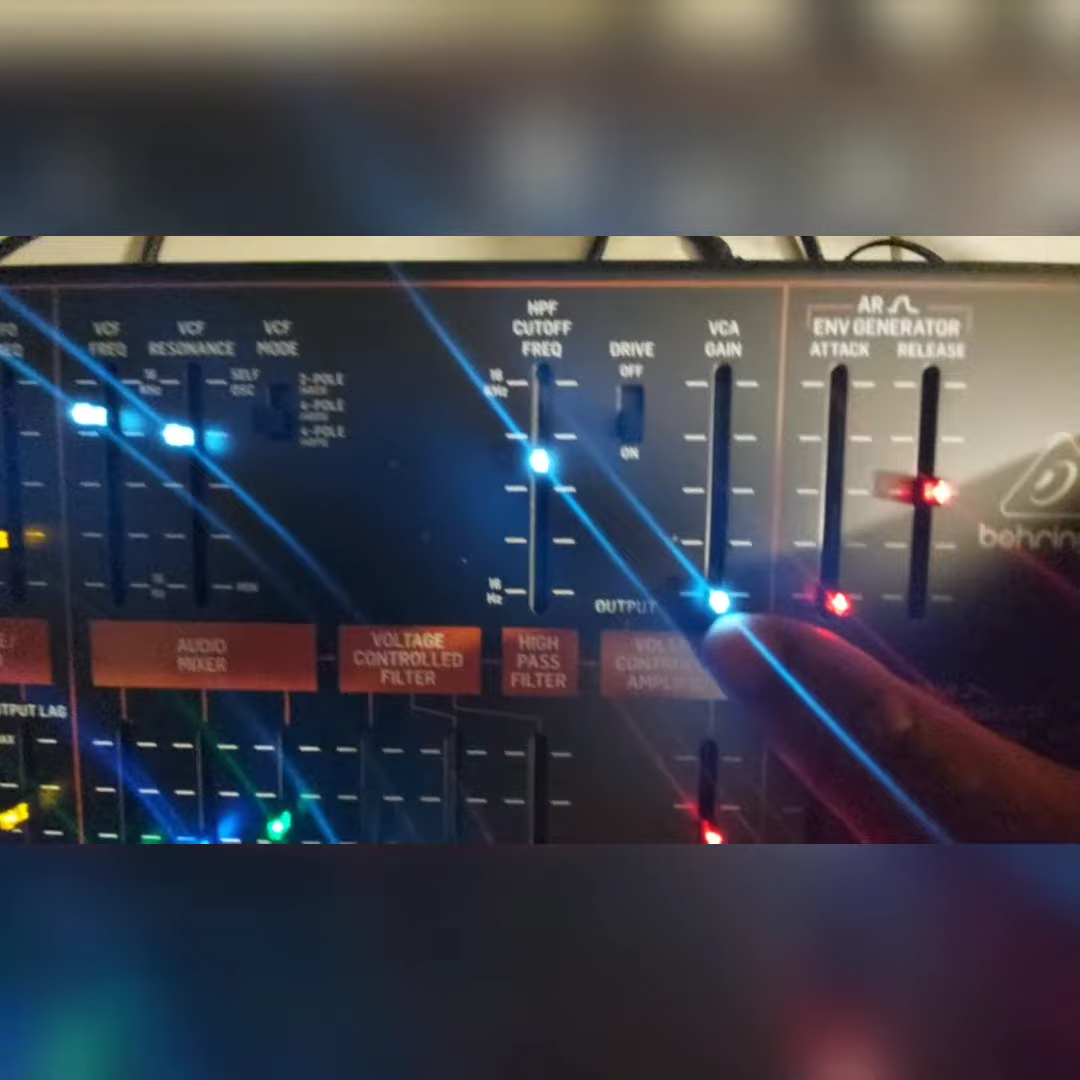 VCF FREQ
VCF RESONANCE
VCF MODE
SELF OSC
2-POLE
4-POLE
4-POLE
HPF CUTOFF FREQ
16 KHz
16 Hz
DRIVE
OFF
ON
VCA GAIN
AR
ENV GENERATOR
ATTACK RELEASE
OUTPUT
AUDIO MIXER
VOLTAGE CONTROLLED FILTER
HIGH PASS FILTER